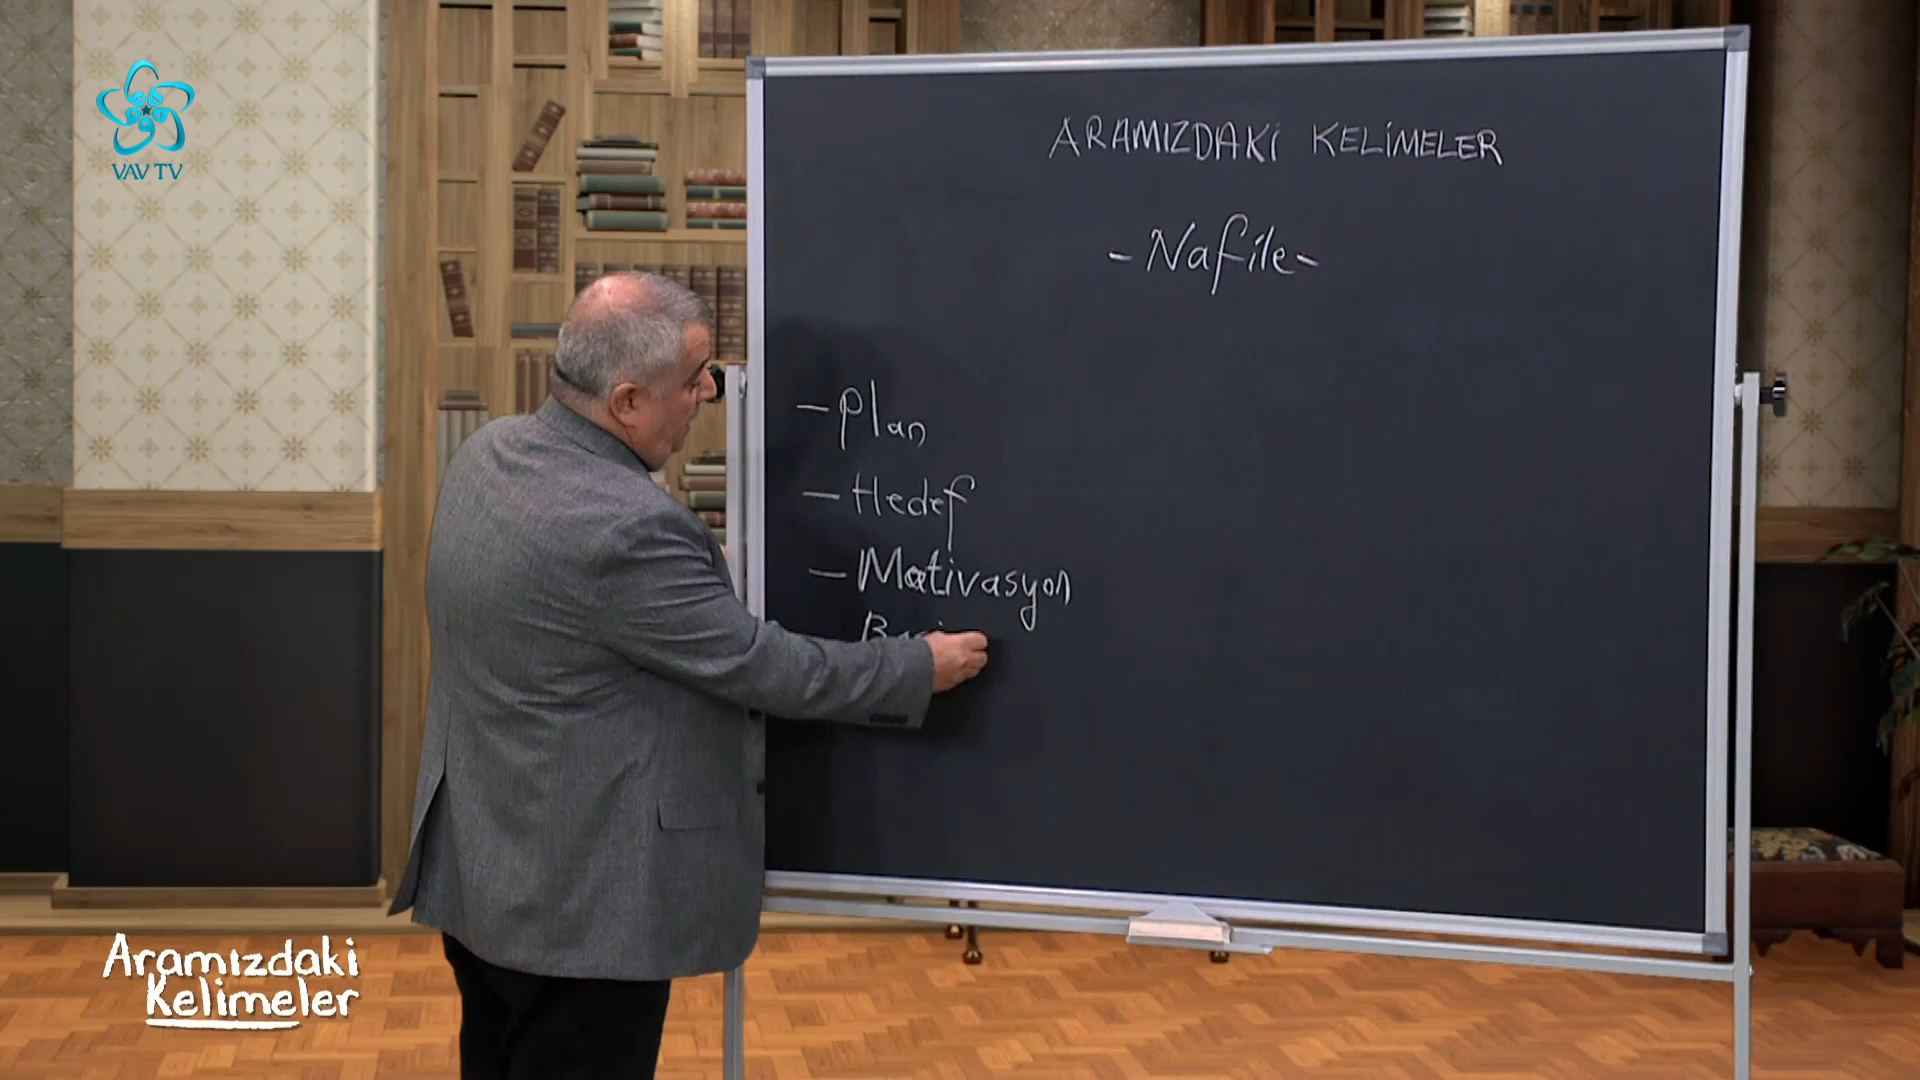 VAV TV
ARAMIZDAKİ KELİMELER
-Nafile-
- Plan
- Hedef
- Motivasyon
Aramızdaki
Kelimeler